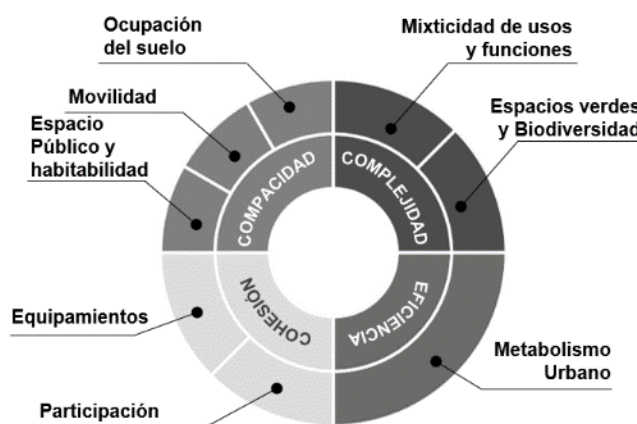 Ocupación
del suelo
Mixticidad de usos
y funciones
Movilidad
Espacios verdes
y Biodiversidad
Espacio
Público y
habitabilidad
COMPACIDAD
COMPLEJIDAD
COHESIÓN
EFICIENCIA
Equipamientos
Metabolismo
Urbano
Participación